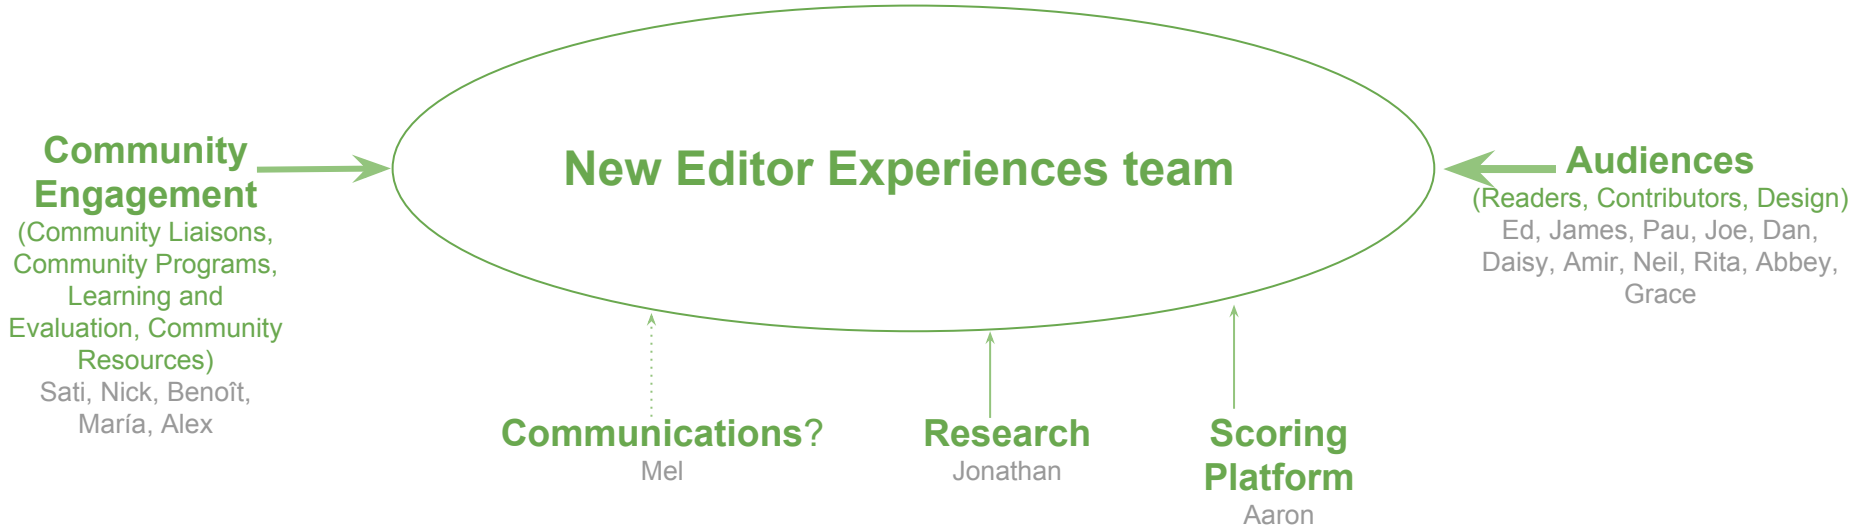 New Editor Experiences team
Community
Engagement
(Community Liaisons,
Community Programs,
Learning and
Evaluation, Community
Resources)
Sati, Nick, Benoît,
María, Alex
Audiences
(Readers, Contributors, Design)
Ed, James, Pau, Joe, Dan,
Daisy, Amir, Neil, Rita, Abbey,
Grace
Communications?
Mel
Research
Jonathan
Scoring
Platform
Aaron